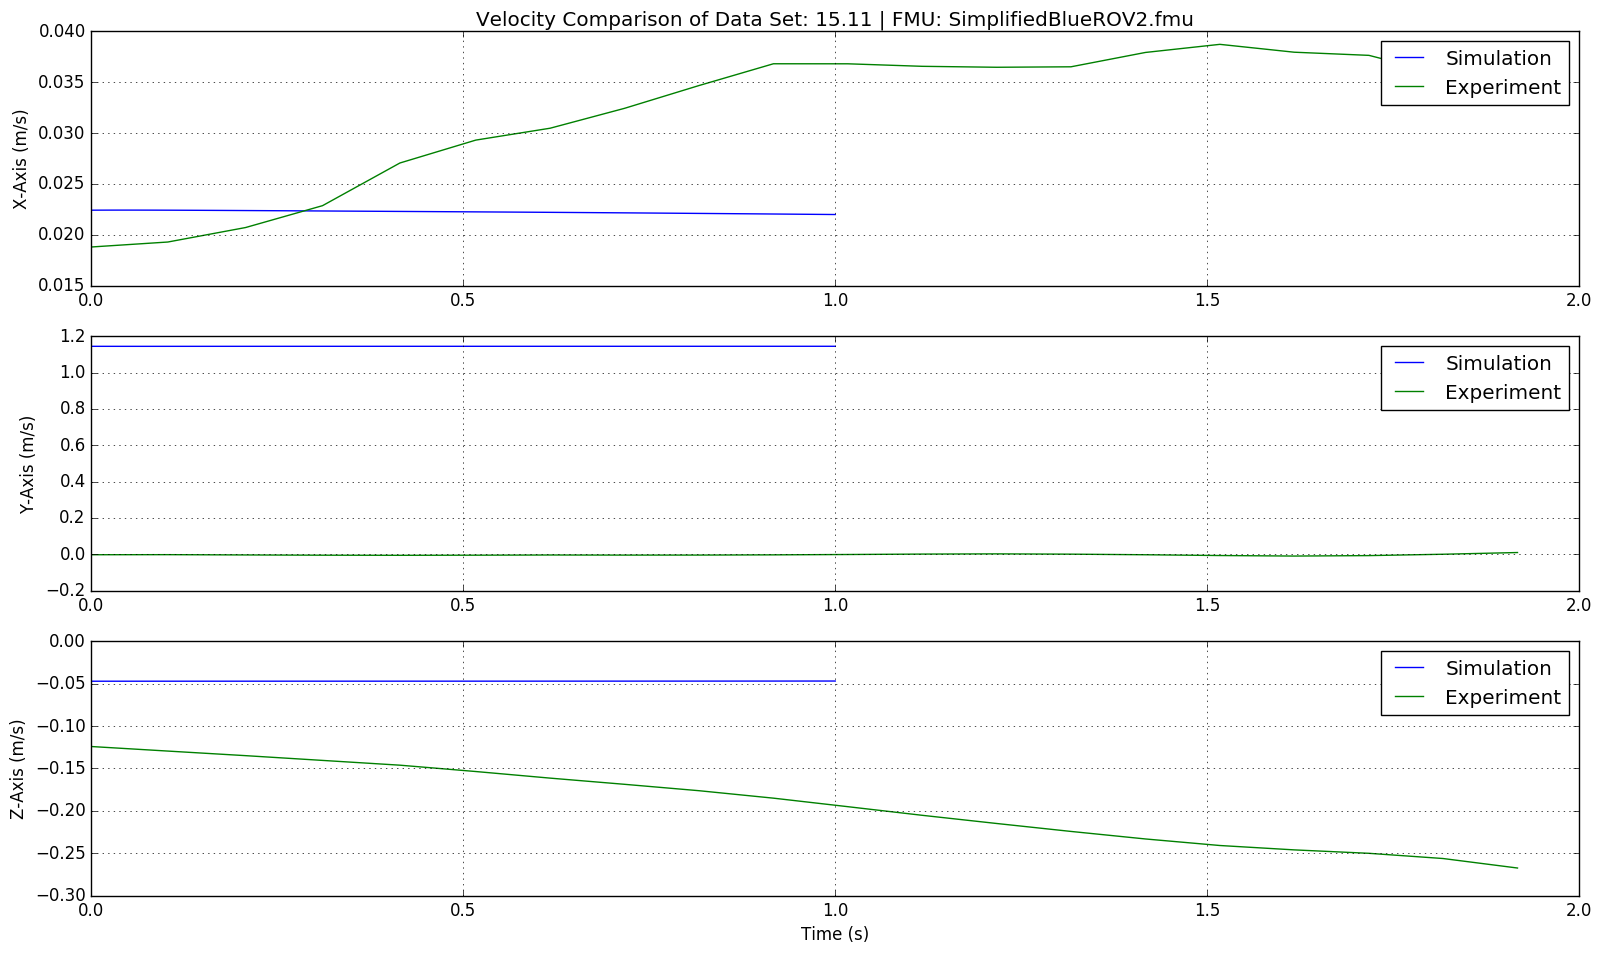 Velocity Comparison of Data Set: 15.11 | FMU: SimplifiedBlueROV2.fmu
0.040
0.035
0.030
0.025
0.020
0.015
X-Axis (m/s)
Simulation
Experiment
0.0 0.5 1.0 1.5 2.0
1.2
1.0
0.8
0.6
0.4
0.2
0.0
−0.2
Y-Axis (m/s)
Simulation
Experiment
0.0 0.5 1.0 1.5 2.0
0.00
−0.05
−0.10
−0.15
−0.20
−0.25
−0.30
Z-Axis (m/s)
Simulation
Experiment
0.0 0.5 1.0 1.5 2.0
Time (s)